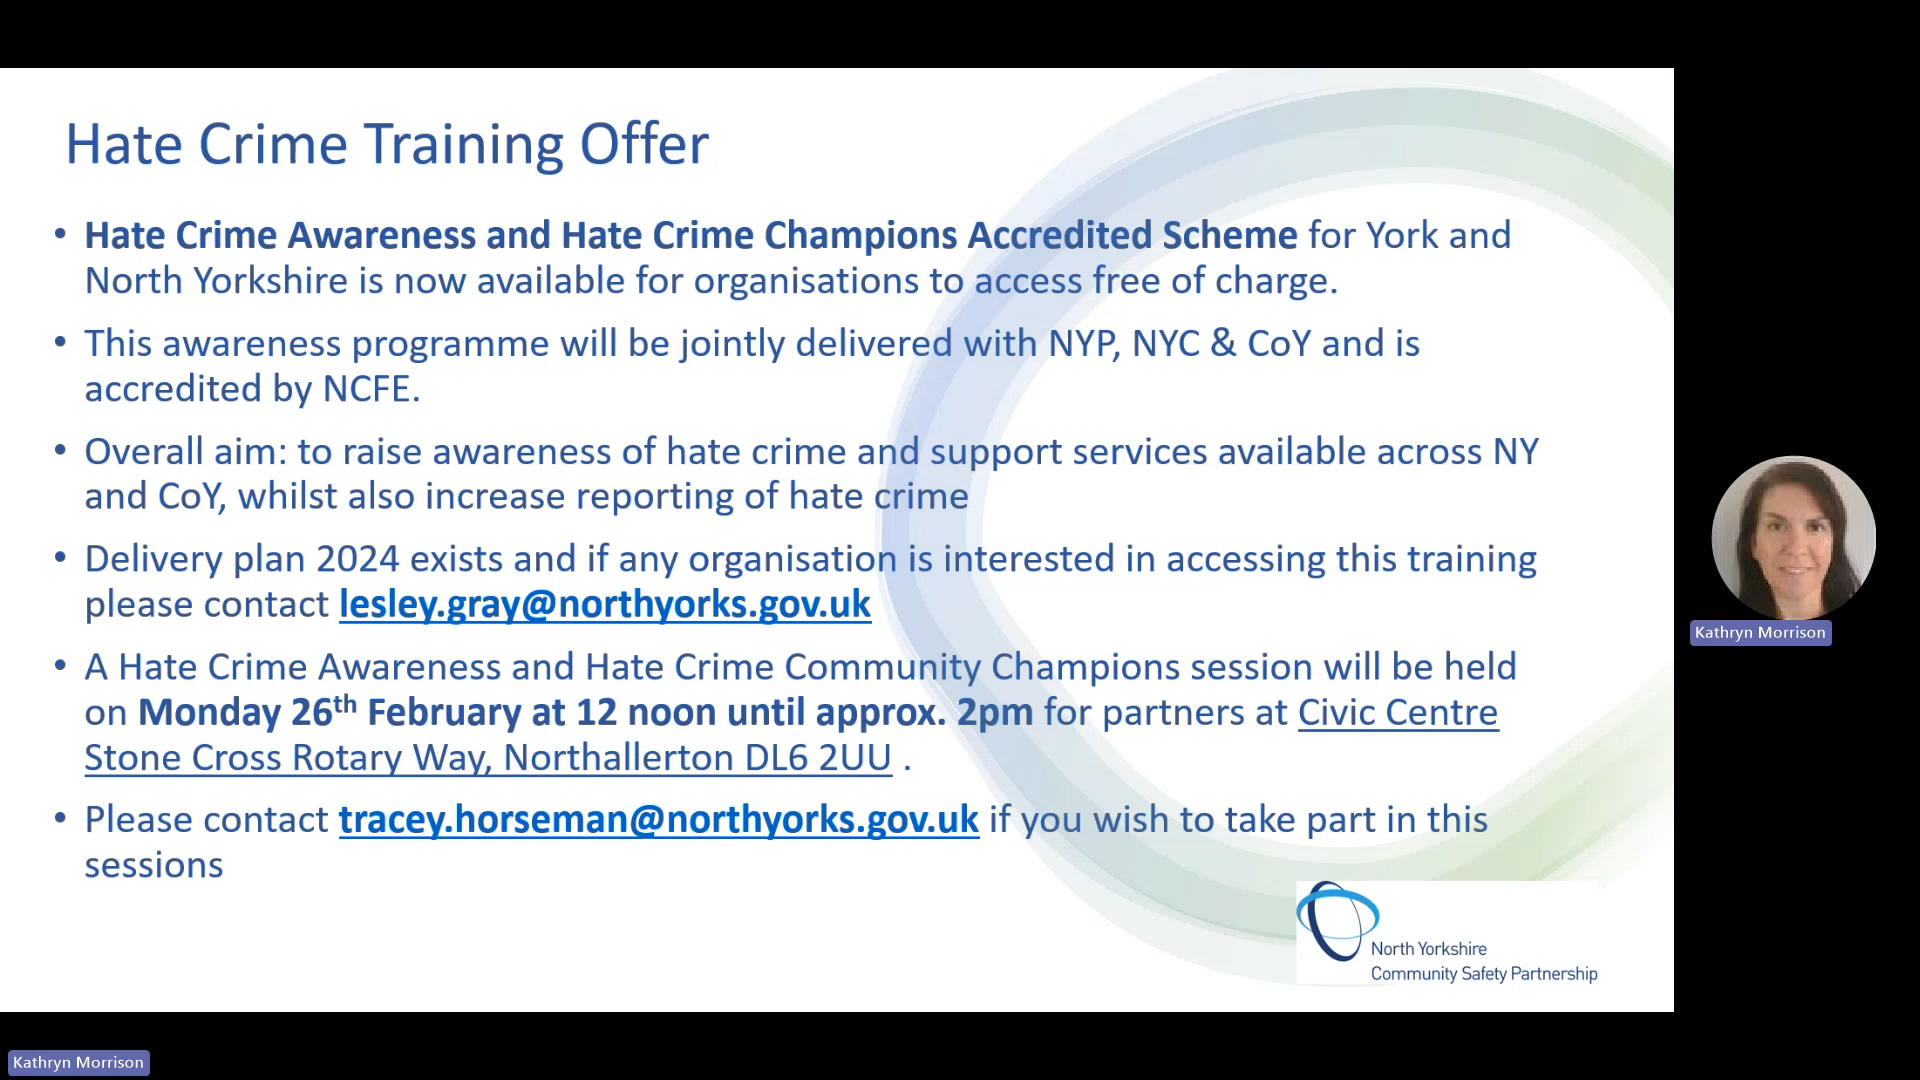 Hate Crime Training Offer
• Hate Crime Awareness and Hate Crime Champions Accredited Scheme for York and
North Yorkshire is now available for organisations to access free of charge.
• This awareness programme will be jointly delivered with NYP, NYC & CoY and is
accredited by NCFE.
• Overall aim: to raise awareness of hate crime and support services available across NY
and CoY, whilst also increase reporting of hate crime
• Delivery plan 2024 exists and if any organisation is interested in accessing this training
please contact lesley.gray@northyorks.gov.uk
• A Hate Crime Awareness and Hate Crime Community Champions session will be held
on Monday 26th February at 12 noon until approx. 2pm for partners at Civic Centre
Stone Cross Rotary Way, Northallerton DL6 2UU .
• Please contact tracey.horseman@northyorks.gov.uk if you wish to take part in this
sessions
North Yorkshire
Community Safety Partnership
Kathryn Morrison
Kathryn Morrison